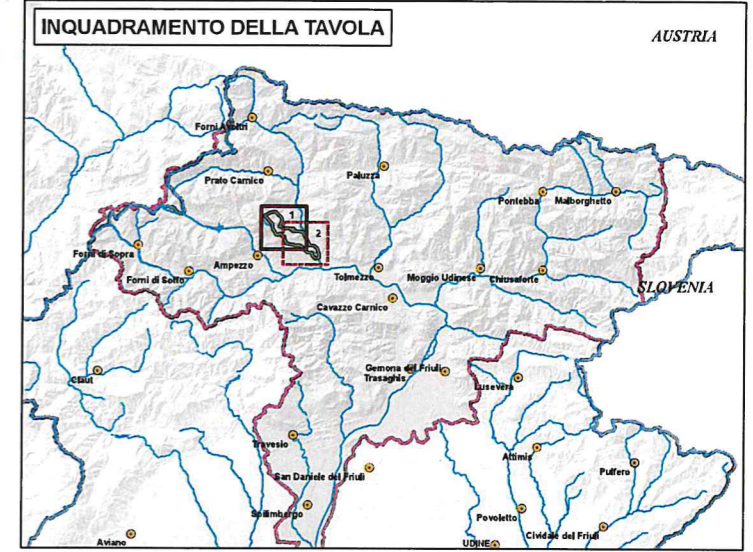 INQUADRAMENTO DELLA TAVOLA
AUSTRIA
Forni Avoltri
Prato Carnico
Paluzza
Pontebba
Malborghetto
1
2
Forni di Sopra
Forni di Sotto
Ampezzo
Tolmezzo
Moggio Udinese
Chiusaforte
SLOVENIA
Cavazzo Carnico
Claut
Gemona del Friuli
Trasaghis
Lusevera
Travesio
Attimis
Pulfero
San Daniele del Friuli
Spilimbergo
Povoletto
Cividale del Friuli
Aviano
UDINE